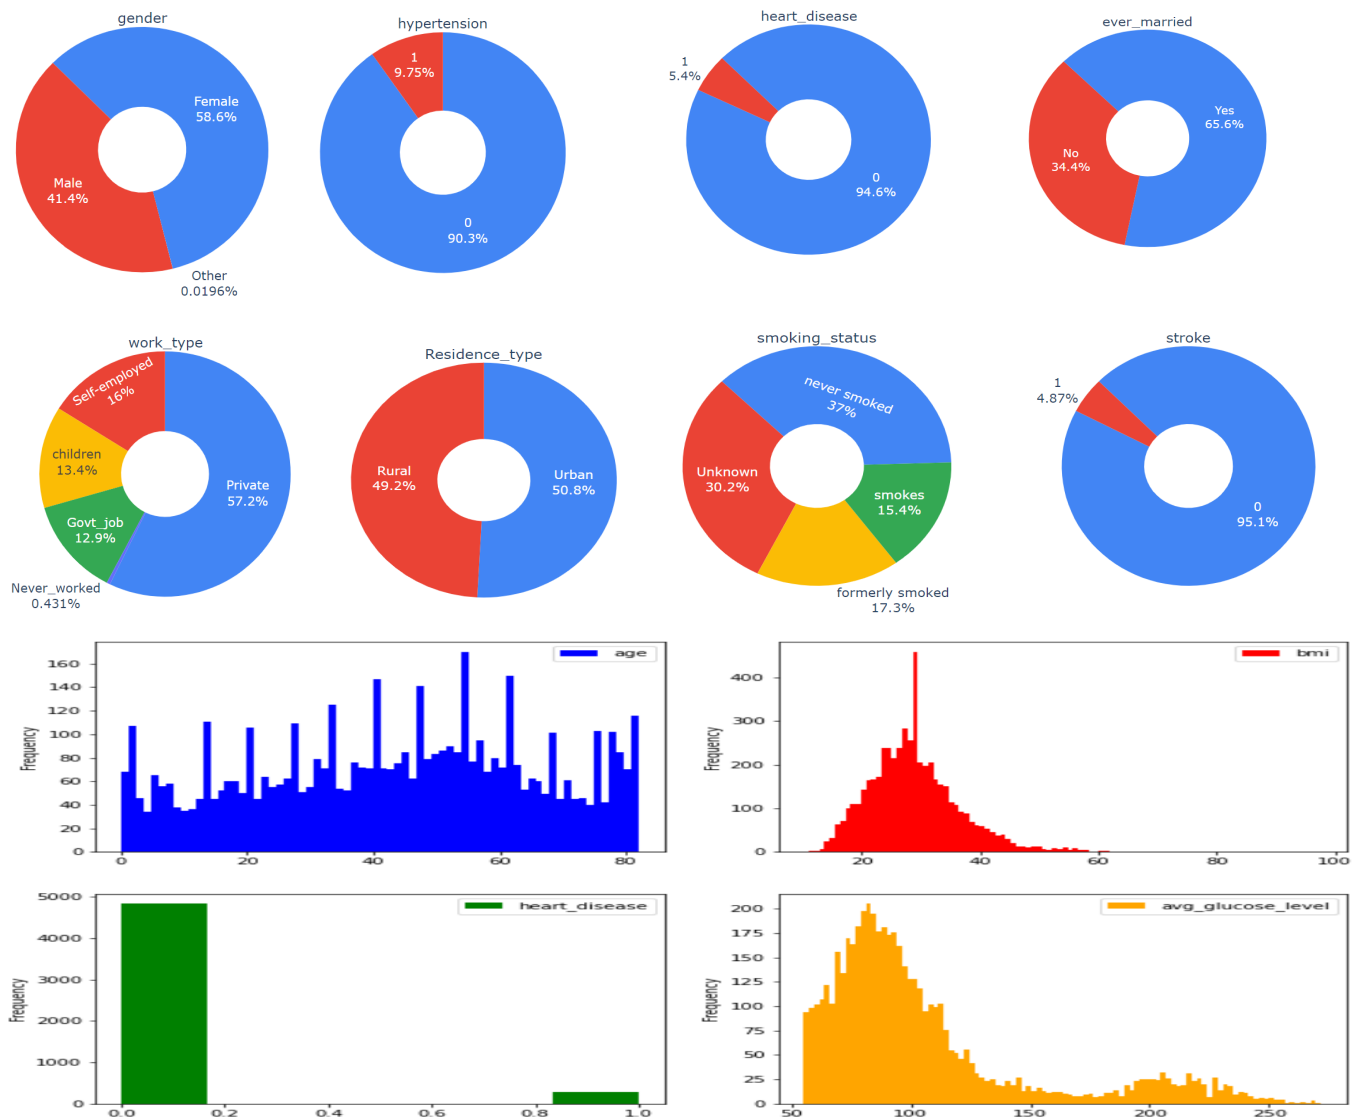 gender
Female
58.6%
Male
41.4%
Other
0.0196%
hypertension
1
9.75%
0
90.3%
heart_disease
1
5.4%
0
94.6%
ever_married
Yes
65.6%
No
34.4%
work_type
Self-employed
16%
children
13.4%
Private
57.2%
Govt_job
12.9%
Never_worked
0.431%
Residence_type
Rural
49.2%
Urban
50.8%
smoking_status
never smoked
37%
Unknown
30.2%
smokes
15.4%
formerly smoked
17.3%
stroke
1
4.87%
0
95.1%
age
Frequency
160
140
120
100
80
60
40
20
0
0 20 40 60 80
bmi
Frequency
400
300
200
100
0
20 40 60 80 100
heart_disease
Frequency
5000
4000
3000
2000
1000
0
0.0 0.2 0.4 0.6 0.8 1.0
avg_glucose_level
Frequency
200
175
150
125
100
75
50
25
0
50 100 150 200 250